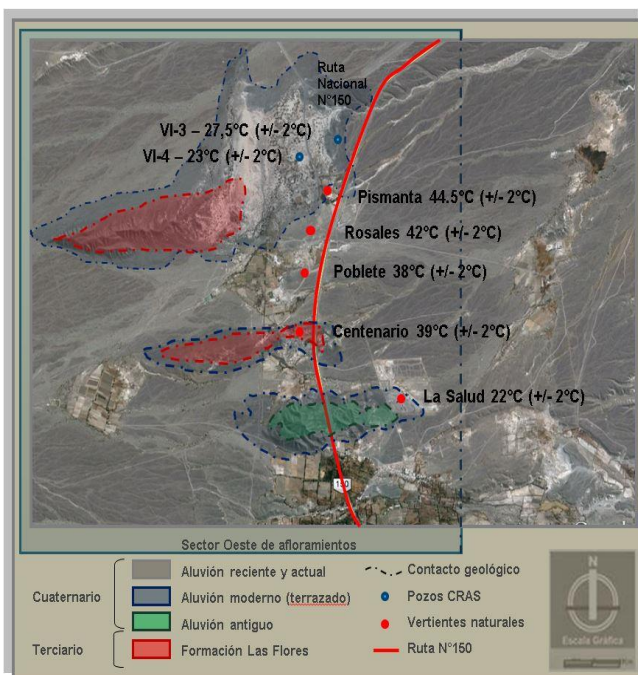 Ruta
Nacional
N°150
VI-3 – 27,5°C (+/- 2°C)
VI-4 – 23°C (+/- 2°C)
Pismanta 44.5°C (+/- 2°C)
Rosales 42°C (+/- 2°C)
Poblete 38°C (+/- 2°C)
Centenario 39°C (+/- 2°C)
La Salud 22°C (+/- 2°C)
150
Sector Oeste de afloramientos
Cuaternario
Aluvión reciente y actual
Aluvión moderno (terrazado)
Aluvión antiguo
Terciario
Formación Las Flores
Contacto geológico
Pozos CRAS
Vertientes naturales
Ruta N°150
N
Escala Gráfica